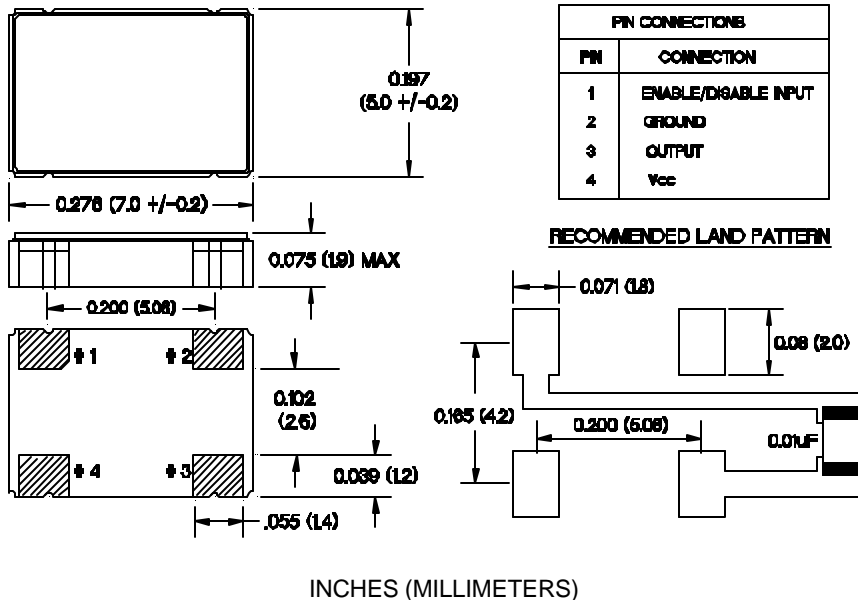 0.197
(5.0 +/-0.2)
0.276 (7.0 +/-0.2)
0.075 (1.9) MAX
0.200 (5.08)
# 1
# 2
0.102
(2.6)
# 4
# 3
0.039 (1.2)
.055 (1.4)
PIN CONNECTIONS
PIN CONNECTION
1 ENABLE/DISABLE INPUT
2 GROUND
3 OUTPUT
4 Vcc
RECOMMENDED LAND PATTERN
0.071 (1.8)
0.08 (2.0)
0.165 (4.2)
0.200 (5.08)
0.01uF
INCHES (MILLIMETERS)